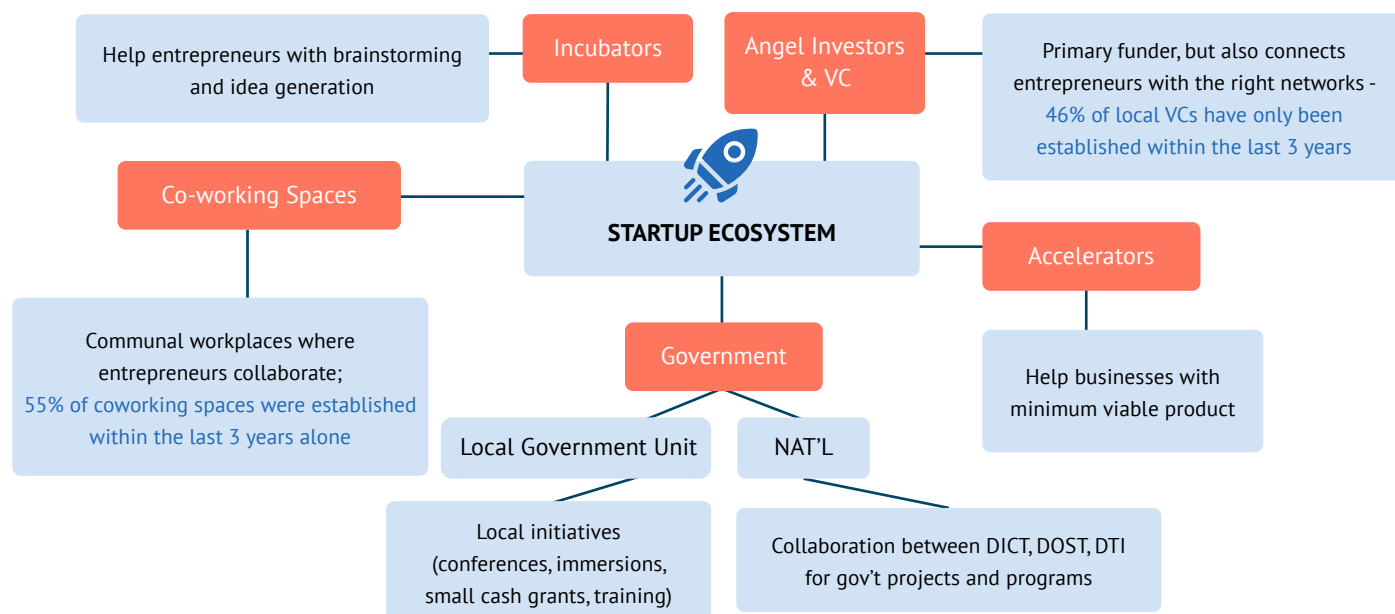 Incubators
Help entrepreneurs with brainstorming
and idea generation
Angel Investors
& VC
Primary funder, but also connects
entrepreneurs with the right networks -
46% of local VCs have only been
established within the last 3 years
Co-working Spaces
Communal workplaces where
entrepreneurs collaborate;
55% of coworking spaces were established
within the last 3 years alone
STARTUP ECOSYSTEM
Accelerators
Help businesses with
minimum viable product
Government
Local Government Unit
NAT’L
Local initiatives
(conferences, immersions,
small cash grants, training)
Collaboration between DICT, DOST, DTI
for gov’t projects and programs